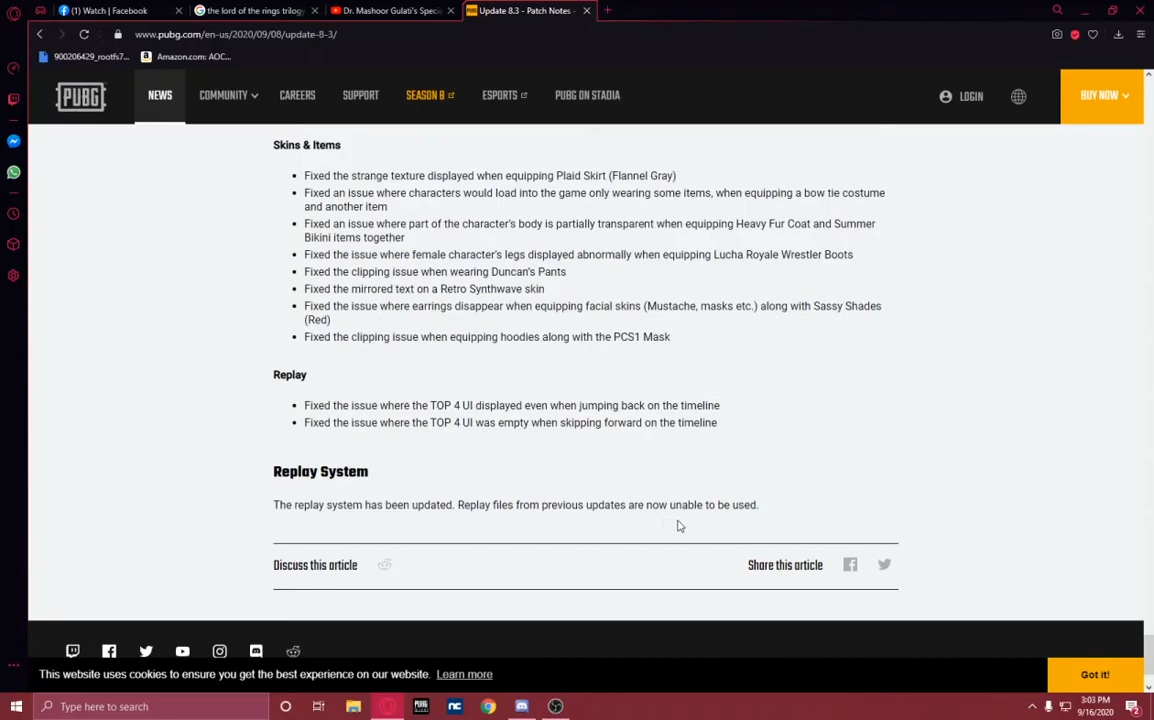 (1) Watch | Facebook
the lord of the rings trilogy
Dr. Mashoor Gulati's Speci
Update 8.3 - Patch Notes -
www.pubg.com/en-us/2020/09/08/update-8-3/
900206429_rootfs7...
Amazon.com: AOC...
PUBG
NEWS
COMMUNITY
CAREERS
SUPPORT
SEASON 8
ESPORTS
PUBG ON STADIA
LOGIN
BUY NOW
Skins & Items
Fixed the strange texture displayed when equipping Plaid Skirt (Flannel Gray)
Fixed an issue where characters would load into the game only wearing some items, when equipping a bow tie costume
and another item
Fixed an issue where part of the character's body is partially transparent when equipping Heavy Fur Coat and Summer
Bikini items together
Fixed the issue where female character's legs displayed abnormally when equipping Lucha Royale Wrestler Boots
Fixed the clipping issue when wearing Duncan's Pants
Fixed the mirrored text on a Retro Synthwave skin
Fixed the issue where earrings disappear when equipping facial skins (Mustache, masks etc.) along with Sassy Shades
(Red)
Fixed the clipping issue when equipping hoodies along with the PCS1 Mask
Replay
Fixed the issue where the TOP 4 UI displayed even when jumping back on the timeline
Fixed the issue where the TOP 4 UI was empty when skipping forward on the timeline
Replay System
The replay system has been updated. Replay files from previous updates are now unable to be used.
Discuss this article
Share this article
This website uses cookies to ensure you get the best experience on our website. Learn more
Got it!
Type here to search
3:03 PM
9/16/2020
2